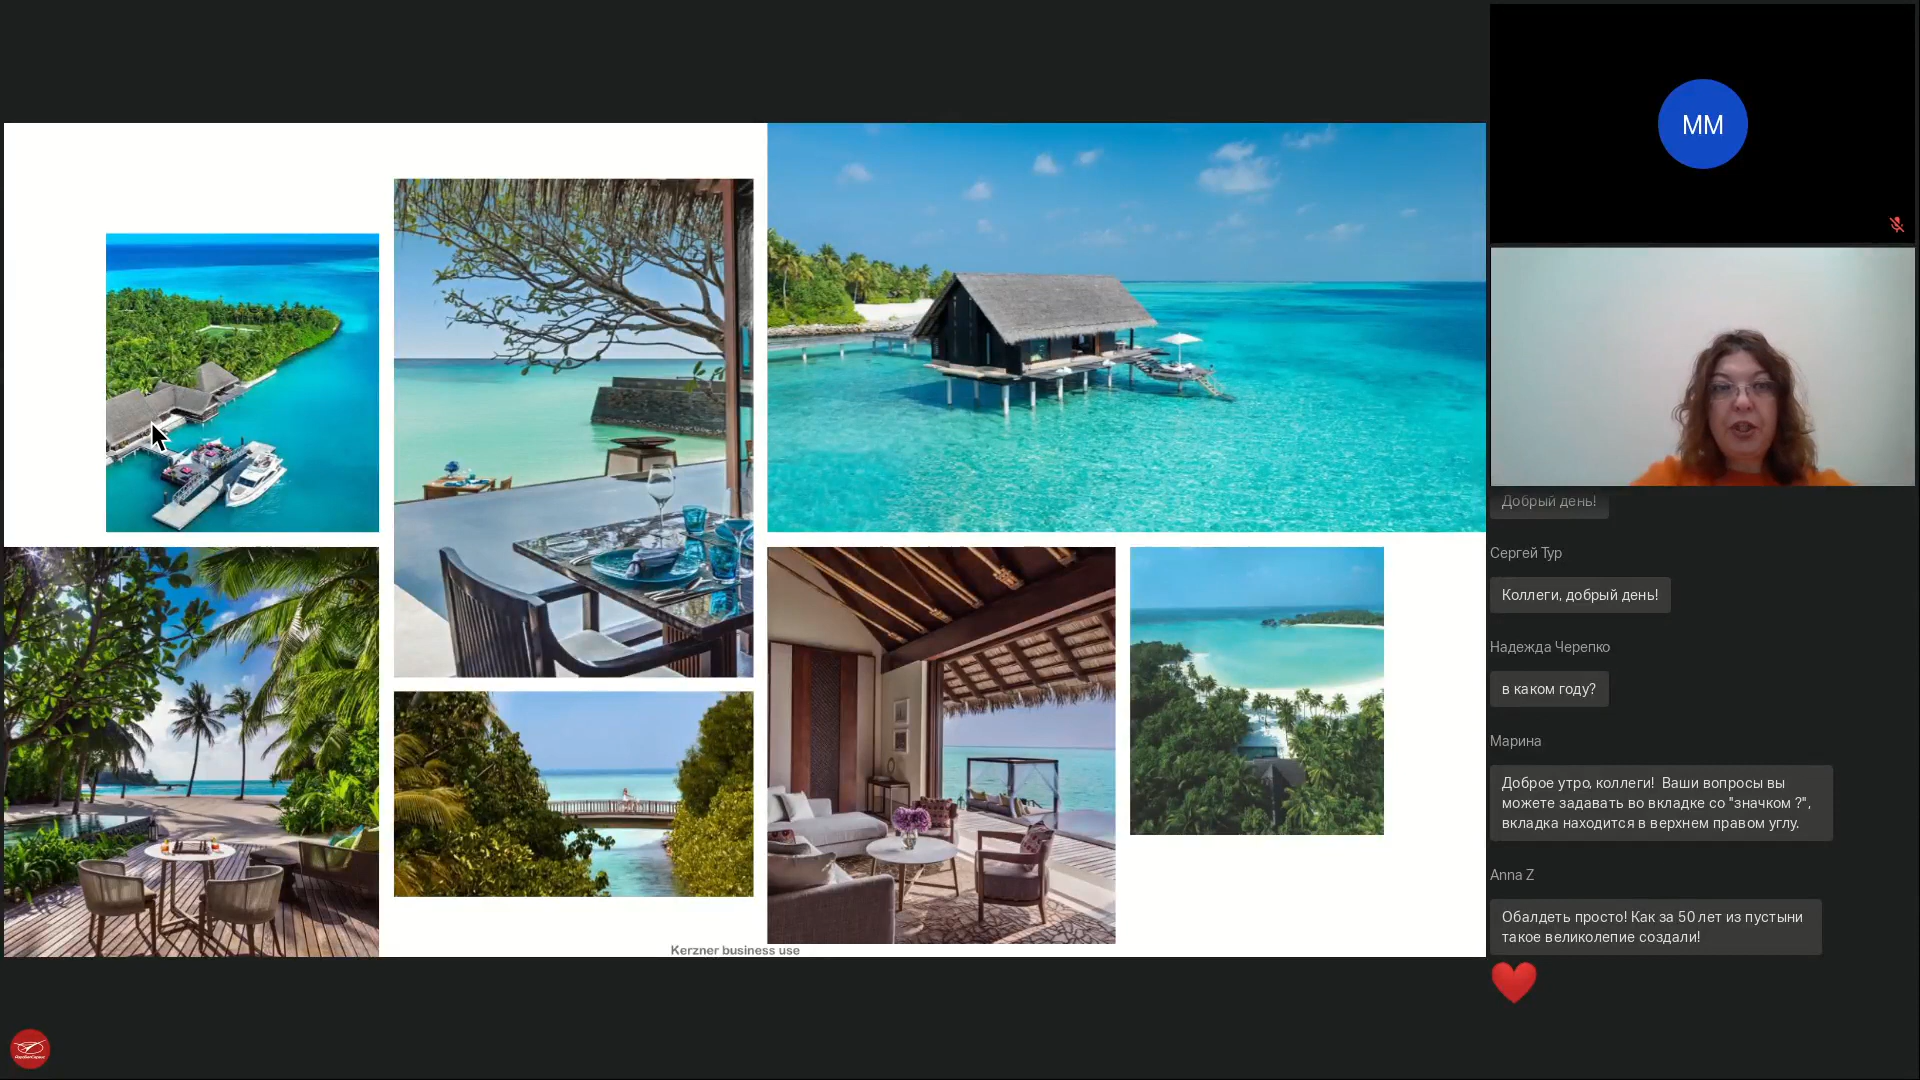 MM
Добрый день!
Сергей Тур
Коллеги, добрый день!
Надежда Черепко
в каком году?
Марина
Доброе утро, коллеги! Ваши вопросы вы
можете задавать во вкладке со "значком ?",
вкладка находится в верхнем правом углу.
Anna Z
Обалдеть просто! Как за 50 лет из пустыни
такое великолепие создали!
Kerzner business use